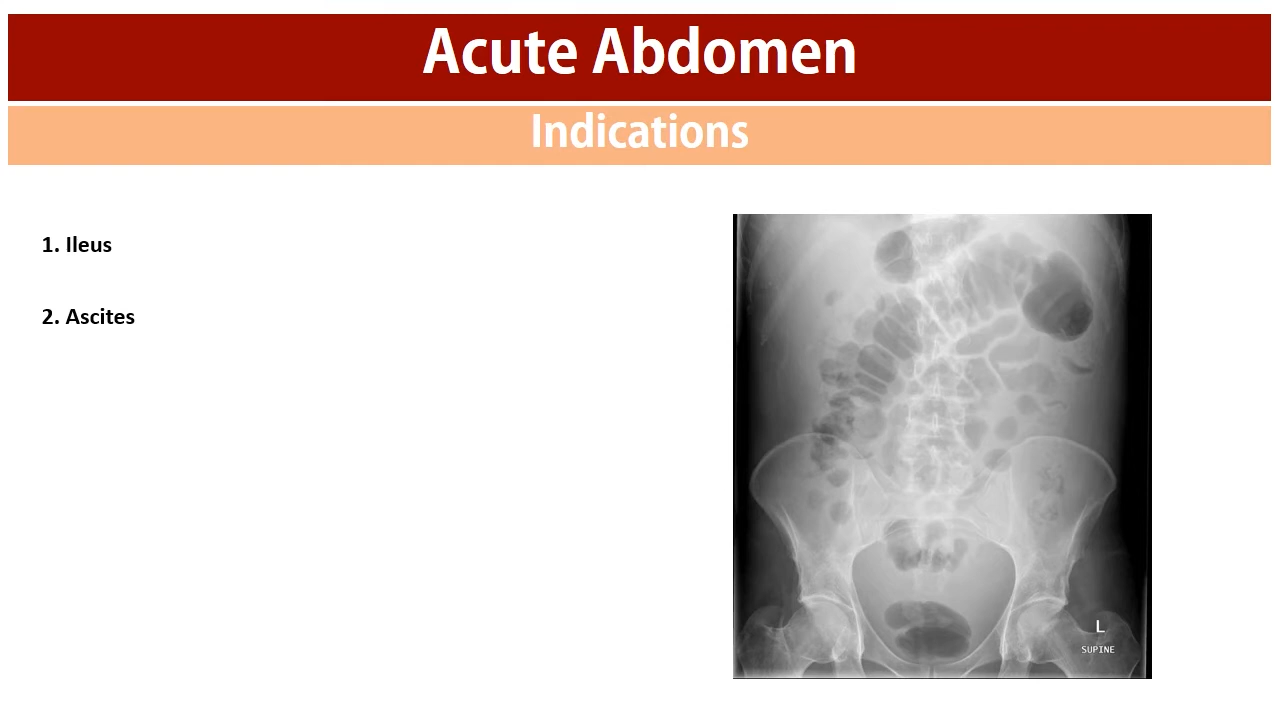 Acute Abdomen
Indications
1. Ileus
2. Ascites
L
SUPINE